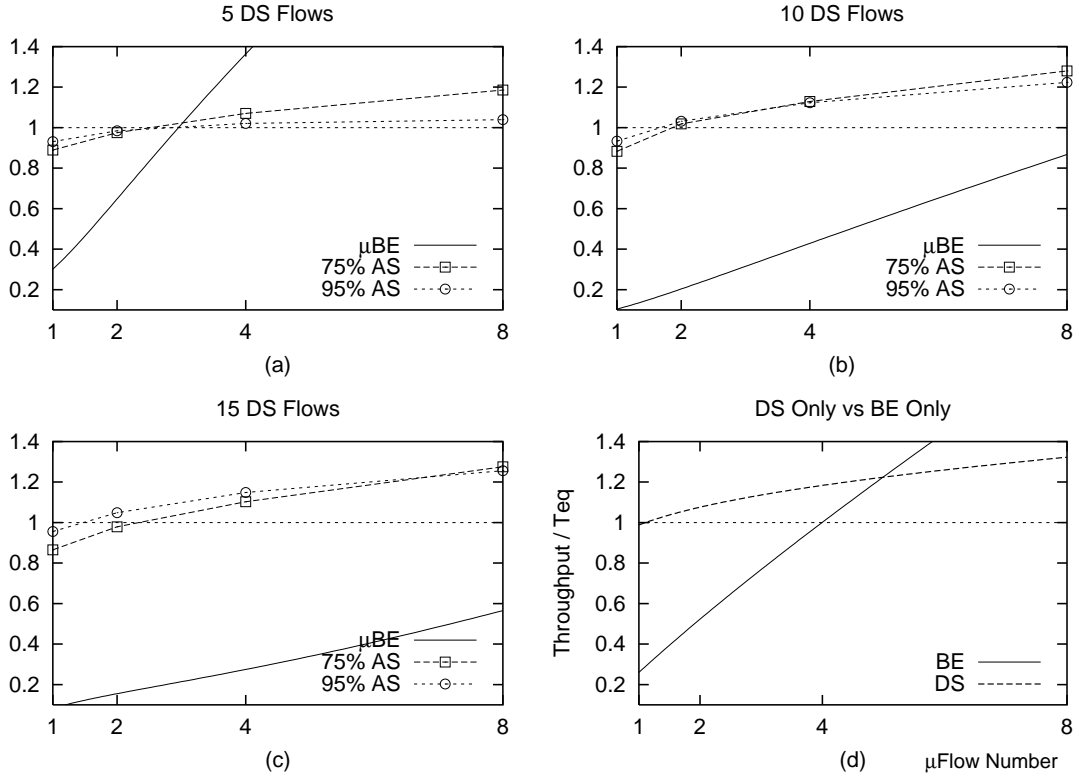 5 DS Flows
1.4
1.2
1
0.8
0.6
0.4
0.2
μBE
75% AS
95% AS
1 2 4 8
(a)
10 DS Flows
1.4
1.2
1
0.8
0.6
0.4
0.2
μBE
75% AS
95% AS
1 2 4 8
(b)
15 DS Flows
1.4
1.2
1
0.8
0.6
0.4
0.2
μBE
75% AS
95% AS
1 2 4 8
(c)
DS Only vs BE Only
Throughput / Teq
1.4
1.2
1
0.8
0.6
0.4
0.2
BE
DS
1 2 4 8
(d) μFlow Number